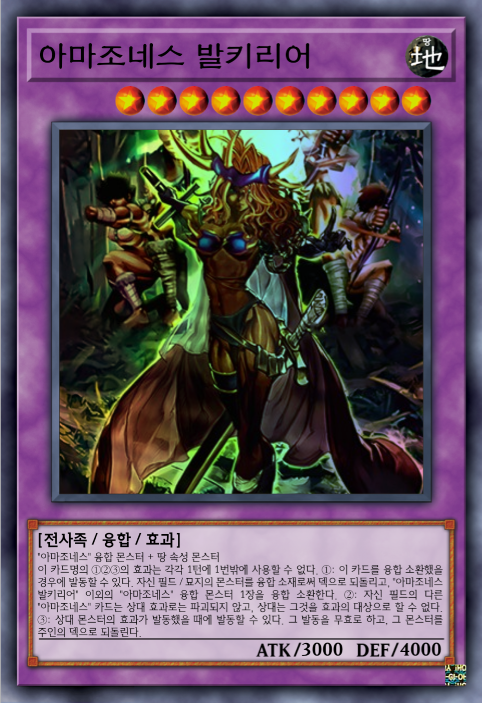 아마조네스 발키리어
땅
地
[전사족 / 융합 / 효과]
"아마조네스" 융합 몬스터 + 땅 속성 몬스터
이 카드명의 ①②③의 효과는 각각 1턴에 1번밖에 사용할 수 없다. ①: 이 카드를 융합 소환했을
경우에 발동할 수 있다. 자신 필드 / 묘지의 몬스터를 융합 소재로써 덱으로 되돌리고, "아마조네스
발키리어" 이외의 "아마조네스" 융합 몬스터 1장을 융합 소환한다. ②: 자신 필드의 다른
"아마조네스" 카드는 상대 효과로는 파괴되지 않고, 상대는 그것을 효과의 대상으로 할 수 없다.
③: 상대 몬스터의 효과가 발동했을 때에 발동할 수 있다. 그 발동을 무효로 하고, 그 몬스터를
주인의 덱으로 되돌린다.
ATK/3000 DEF/4000